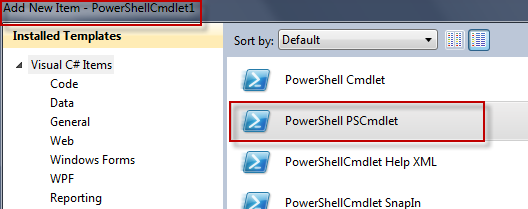 Add New Item - PowerShellCmdlet1
Installed Templates
Sort by: Default
Visual C# Items
Code
Data
General
Web
Windows Forms
WPF
Reporting
PowerShell Cmdlet
PowerShell PSCmdlet
PowerShellCmdlet Help XML
PowerShellCmdlet SnapIn